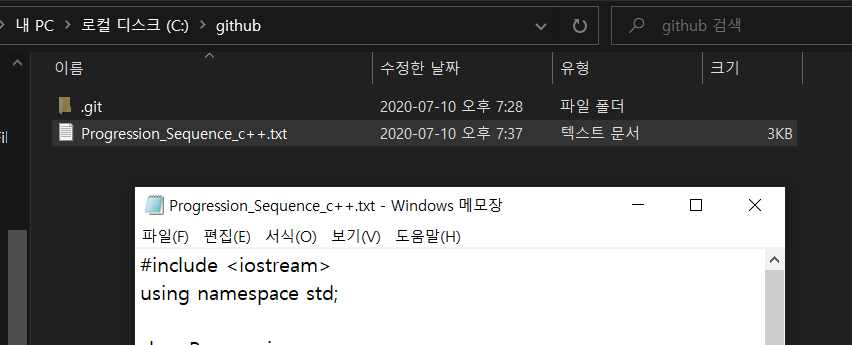 내 PC > 로컬 디스크 (C:) > github
github 검색
이름 수정한 날짜 유형 크기
.git 2020-07-10 오후 7:28 파일 폴더
Progression_Sequence_c++.txt 2020-07-10 오후 7:37 텍스트 문서 3KB
Progression_Sequence_c++.txt - Windows 메모장
파일(F) 편집(E) 서식(O) 보기(V) 도움말(H)
#include <iostream>
using namespace std;